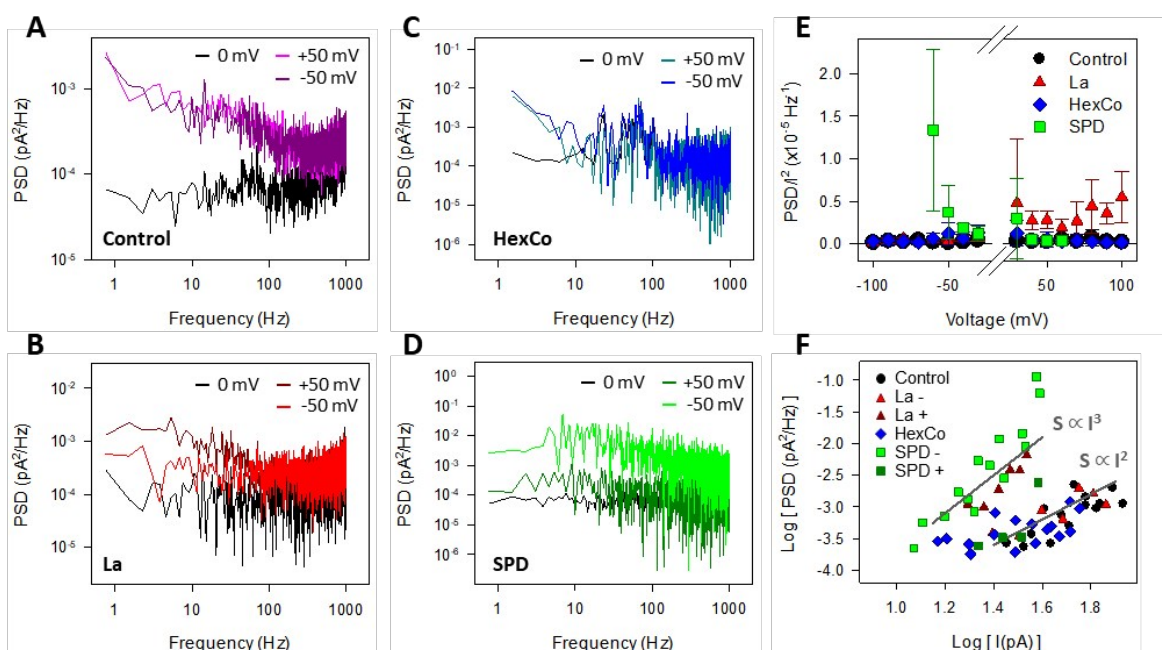 A
PSD (pA²/Hz)
10⁻³
10⁻⁴
10⁻⁵
0 mV
+50 mV
-50 mV
Control
1
10
100
1000
Frequency (Hz)
C
PSD (pA²/Hz)
10⁻¹
10⁻²
10⁻³
10⁻⁴
10⁻⁵
10⁻⁶
0 mV
+50 mV
-50 mV
HexCo
1
10
100
1000
Frequency (Hz)
E
PSD/I² (x10⁻⁵ Hz⁻¹)
2.0
1.5
1.0
0.5
0.0
Control
La
HexCo
SPD
-100
-50
50
100
Voltage (mV)
B
PSD (pA²/Hz)
10⁻²
10⁻³
10⁻⁴
10⁻⁵
0 mV
+50 mV
-50 mV
La
1
10
100
1000
Frequency (Hz)
D
PSD (pA²/Hz)
10⁰
10⁻¹
10⁻²
10⁻³
10⁻⁴
10⁻⁵
10⁻⁶
0 mV
+50 mV
-50 mV
SPD
1
10
100
1000
Frequency (Hz)
F
Log [ PSD (pA²/Hz) ]
-1.0
-1.5
-2.0
-2.5
-3.0
-3.5
-4.0
Control
La -
La +
HexCo
SPD -
SPD +
S ∝ I³
S ∝ I²
1.0
1.2
1.4
1.6
1.8
Log [ I(pA) ]